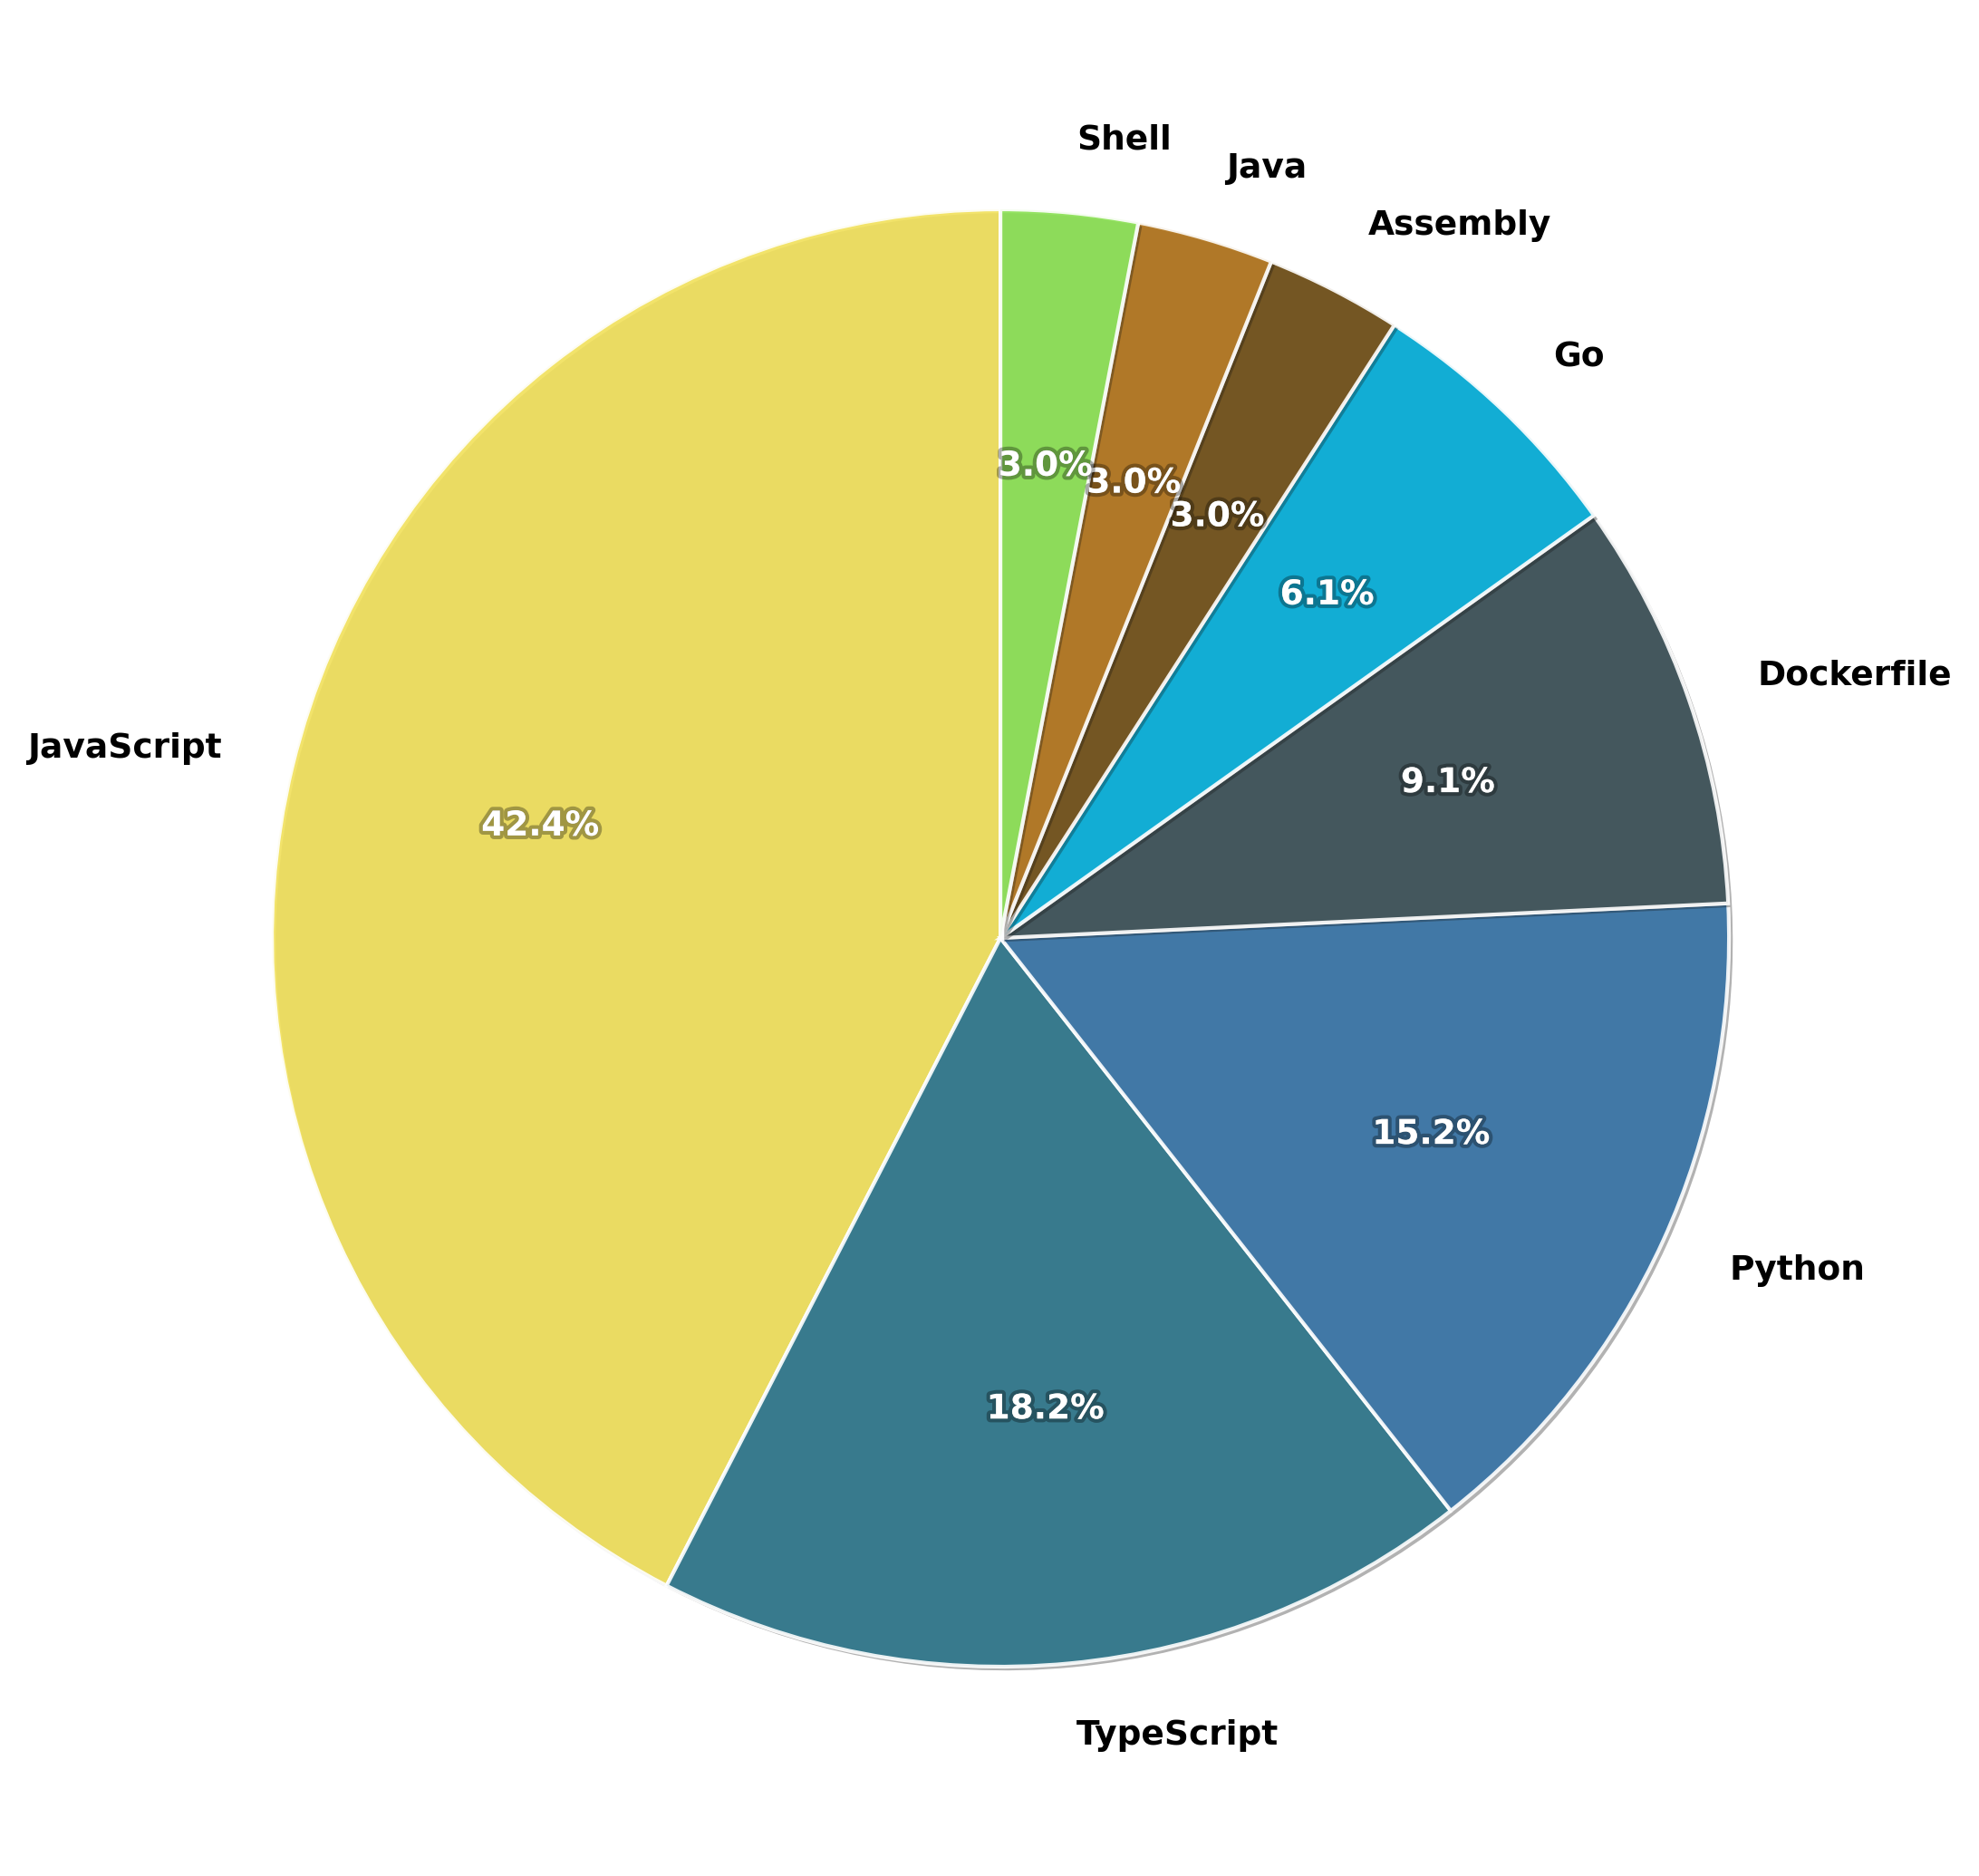 Shell
Java
Assembly
Go
3.0%
3.0%
3.0%
6.1%
Dockerfile
JavaScript
9.1%
42.4%
15.2%
Python
18.2%
TypeScript